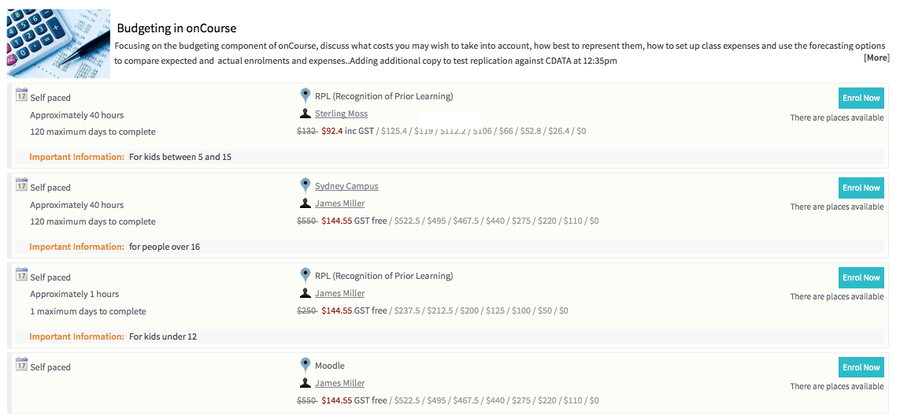 Budgeting in onCourse
Focusing on the budgeting component of onCourse, discuss what costs you may wish to take into account, how best to represent them, how to set up class expenses and use the forecasting options
to compare expected and actual enrolments and expenses..Adding additional copy to test replication against CDATA at 12:35pm
[More]
17 Self paced
RPL (Recognition of Prior Learning)
Enrol Now
Approximately 40 hours
Sterling Moss
There are places available
120 maximum days to complete
$132 $92.4 inc GST / $125.4 / $119 / $112.2 / $106 / $66 / $52.8 / $26.4 / $0
Important Information: For kids between 5 and 15
17 Self paced
Sydney Campus
Enrol Now
Approximately 40 hours
James Miller
There are places available
120 maximum days to complete
$550 $144.55 GST free / $522.5 / $495 / $467.5 / $440 / $275 / $220 / $110 / $0
Important Information: for people over 16
17 Self paced
RPL (Recognition of Prior Learning)
Enrol Now
Approximately 1 hours
James Miller
There are places available
1 maximum days to complete
$250 $144.55 GST free / $237.5 / $212.5 / $200 / $125 / $100 / $50 / $0
Important Information: For kids under 12
17 Self paced
Moodle
Enrol Now
James Miller
There are places available
$550 $144.55 GST free / $522.5 / $495 / $467.5 / $440 / $275 / $220 / $110 / $0